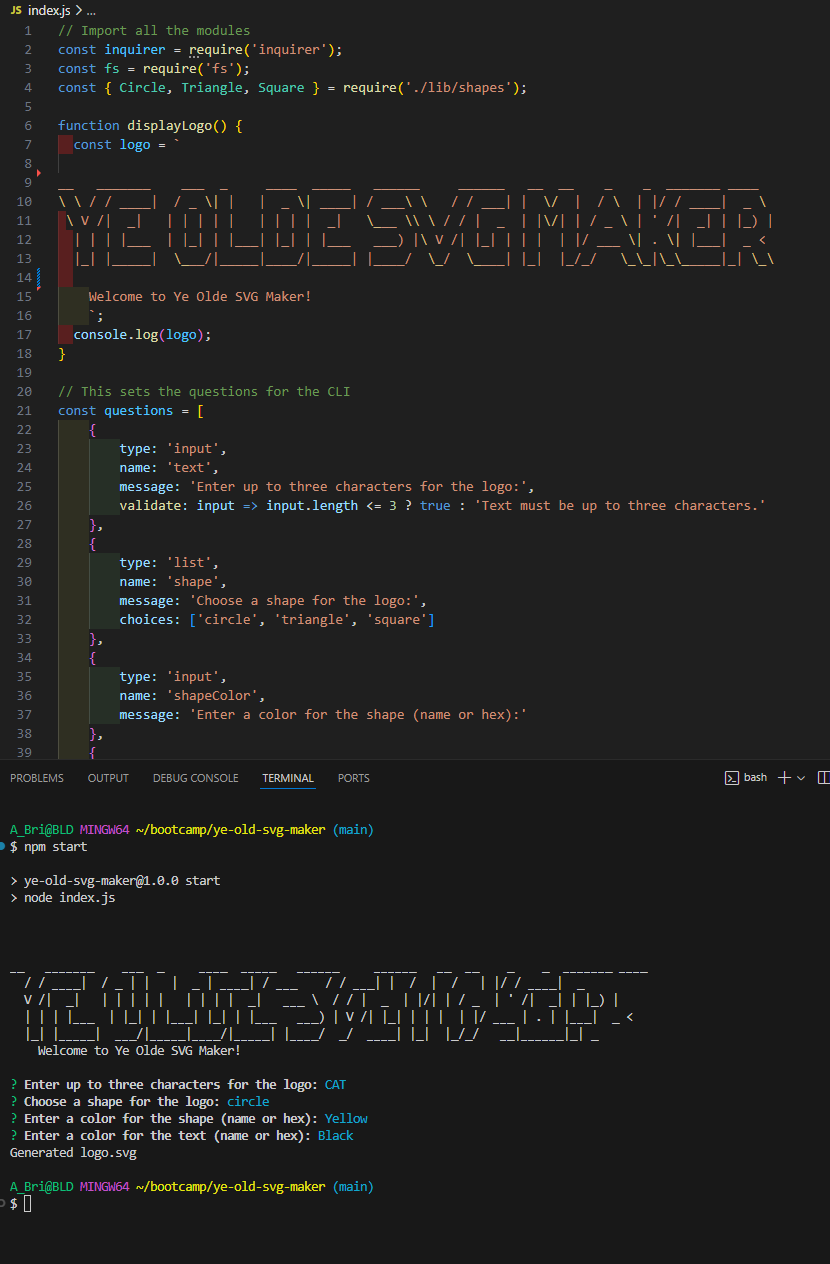 JS index.js > ...
1 // Import all the modules
2 const inquirer = require('inquirer');
3 const fs = require('fs');
4 const { Circle, Triangle, Square } = require('./lib/shapes');
5
6 function displayLogo() {
7   const logo = `
8
9 __   _______   ___  _     ____  _____   ______     ______   __  __    _    _  _______ ____
10 \ \ / / ____|  / _ \| |   |  _ \| ____| / ___\ \   / / ___| |  \/  |  / \  | |/ / ____|  _ \
11  \ V /|  _|   | | | | |   | | | |  _|   \___ \\ \ / / |  _  | |\/| | / _ \ | ' /|  _| | |_) |
12   | | | |___  | |_| | |___| |_| | |___   ___) |\ V /| |_| | | |  | |/ ___ \| . \| |___|  _ <
13   |_| |_____|  \___/|_____|____/|_____| |____/  \_/  \____| |_|  |_/_/   \_\_|\_\_____|_| \_\
14
15     Welcome to Ye Olde SVG Maker!
16     `;
17   console.log(logo);
18 }
19
20 // This sets the questions for the CLI
21 const questions = [
22     {
23         type: 'input',
24         name: 'text',
25         message: 'Enter up to three characters for the logo:',
26         validate: input => input.length <= 3 ? true : 'Text must be up to three characters.'
27     },
28     {
29         type: 'list',
30         name: 'shape',
31         message: 'Choose a shape for the logo:',
32         choices: ['circle', 'triangle', 'square']
33     },
34     {
35         type: 'input',
36         name: 'shapeColor',
37         message: 'Enter a color for the shape (name or hex):'
38     },
39     {
PROBLEMS OUTPUT DEBUG CONSOLE TERMINAL PORTS bash
A_Bri@BLD MINGW64 ~/bootcamp/ye-old-svg-maker (main)
$ npm start
> ye-old-svg-maker@1.0.0 start
> node index.js
__   _______   ___  _     ____  _____   ______     ______   __  __    _    _  _______ ____
  / / ____|  / _ | |   |  _ | ____| / ___    / / ___| |  /  |  /   | |/ / ____|  _
  V /|  _|   | | | | |   | | | |  _|   ___ \  / / |  _  | |/| | / _  | ' /|  _| | |_) |
  | | | |___  | |_| | |___| |_| | |___   ___) | V /| |_| | | |  | |/ ___ | . | |___|  _ <
  |_| |_____|  ___/|_____|____/|_____| |____/  _/  ____| |_|  |_/_/   __|______|_| _
    Welcome to Ye Olde SVG Maker!
? Enter up to three characters for the logo: CAT
? Choose a shape for the logo: circle
? Enter a color for the shape (name or hex): Yellow
? Enter a color for the text (name or hex): Black
Generated logo.svg
A_Bri@BLD MINGW64 ~/bootcamp/ye-old-svg-maker (main)
$